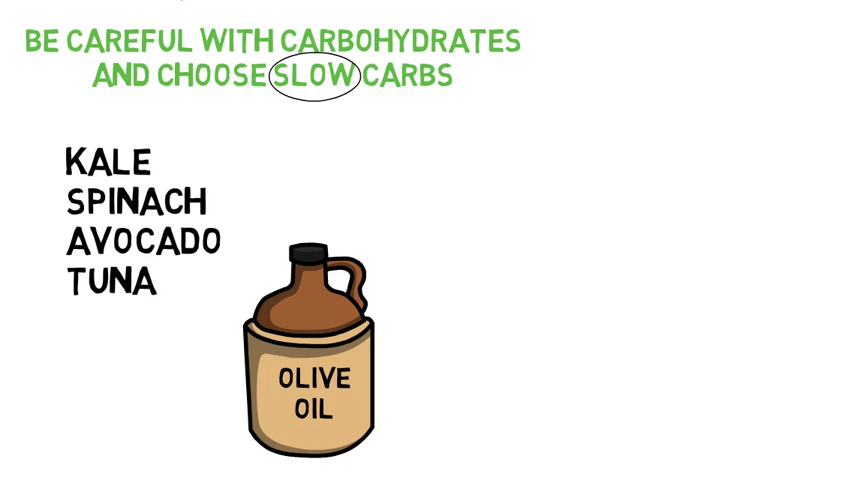 BE CAREFUL WITH CARBOHYDRATES
AND CHOOSE SLOW CARBS
KALE
SPINACH
AVOCADO
TUNA
OLIVE
OIL